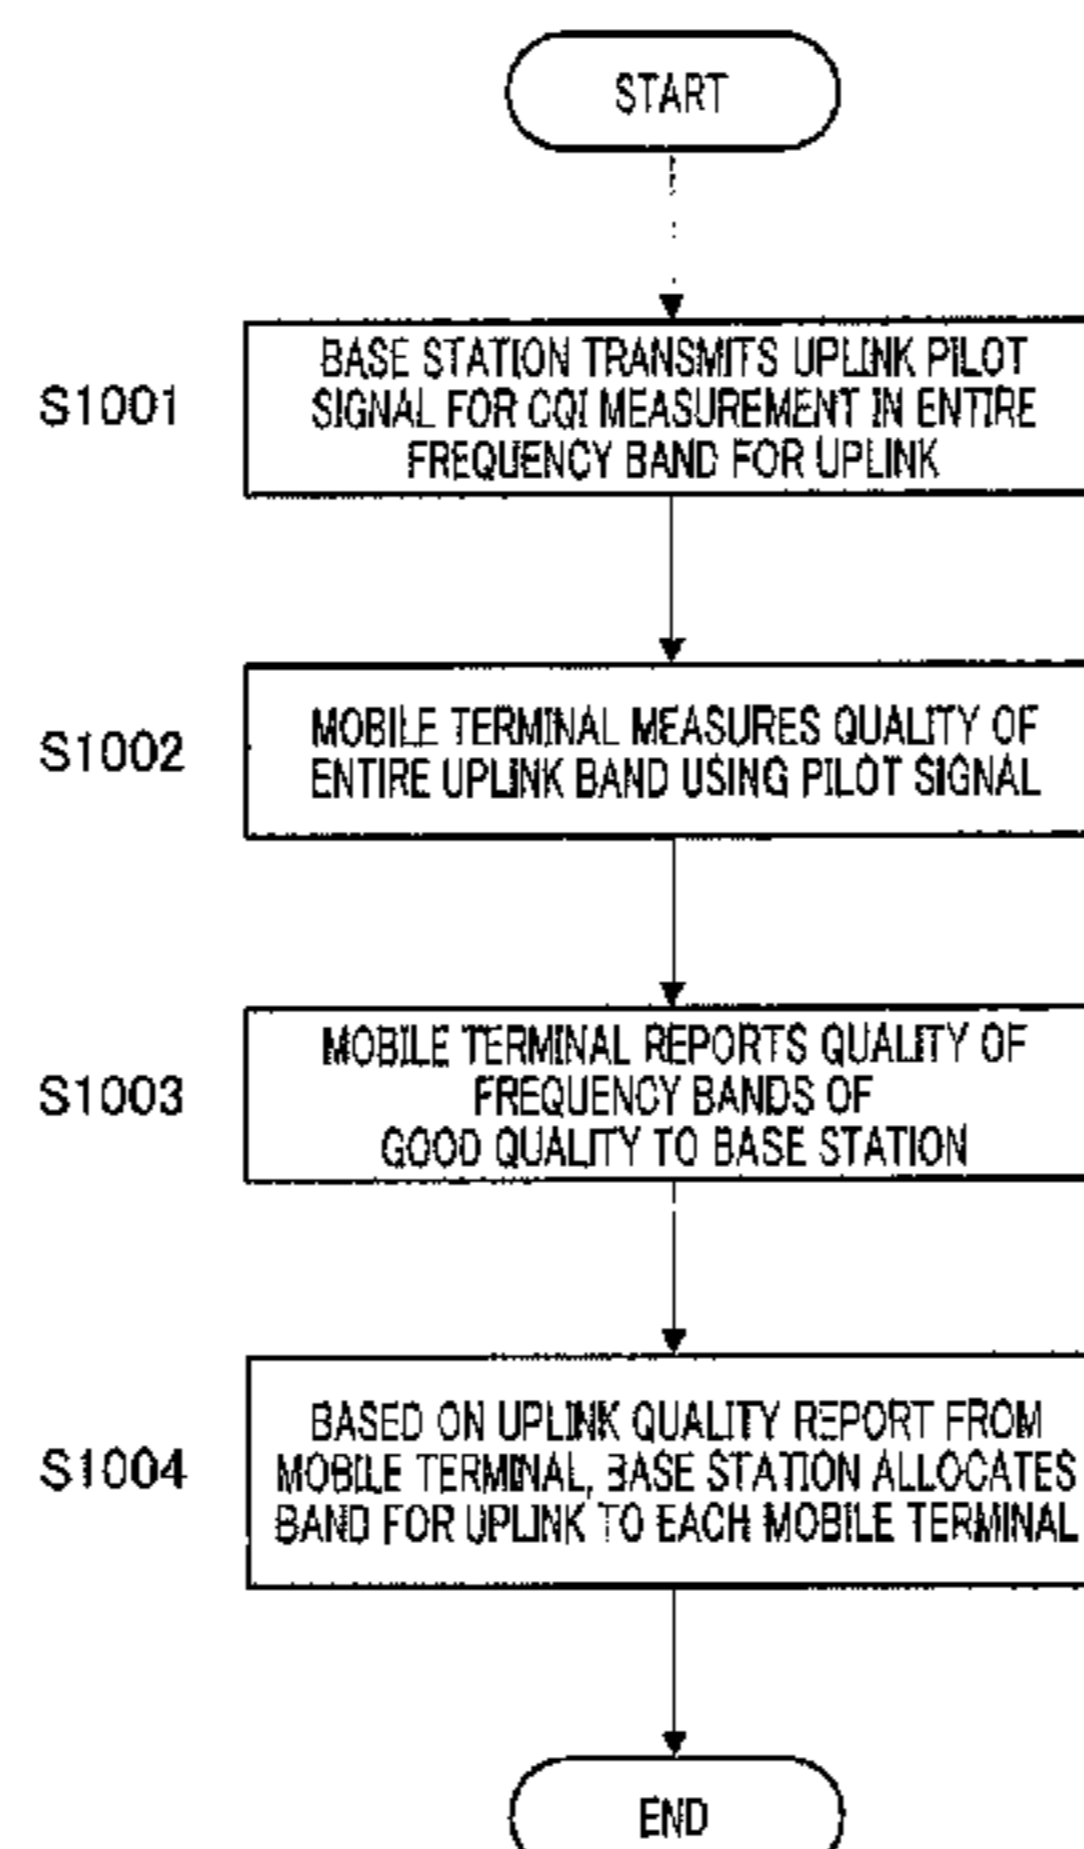 START
S1001
BASE STATION TRANSMITS UPLINK PILOT
SIGNAL FOR CQI MEASUREMENT IN ENTIRE
FREQUENCY BAND FOR UPLINK
S1002
MOBILE TERMINAL MEASURES QUALITY OF
ENTIRE UPLINK BAND USING PILOT SIGNAL
S1003
MOBILE TERMINAL REPORTS QUALITY OF
FREQUENCY BANDS OF
GOOD QUALITY TO BASE STATION
S1004
BASED ON UPLINK QUALITY REPORT FROM
MOBILE TERMINAL, BASE STATION ALLOCATES
BAND FOR UPLINK TO EACH MOBILE TERMINAL
END